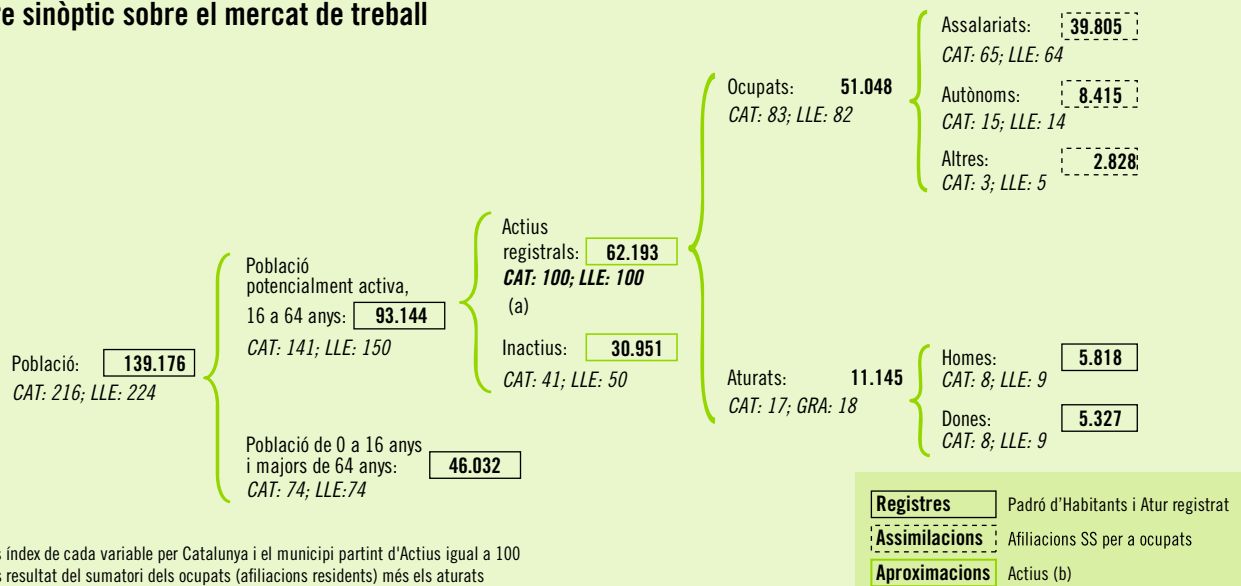 e sinòptic sobre el mercat de treball
Assalariats: 39.805
CAT: 65; LLE: 64
Ocupats: 51.048
CAT: 83; LLE: 82
Autònoms: 8.415
CAT: 15; LLE: 14
Altres: 2.828
CAT: 3; LLE: 5
Actius
registrals: 62.193
CAT: 100; LLE: 100
(a)
Població
potencialment activa,
16 a 64 anys: 93.144
CAT: 141; LLE: 150
Inactius: 30.951
CAT: 41; LLE: 50
Població: 139.176
CAT: 216; LLE: 224
Aturats: 11.145
CAT: 17; GRA: 18
Homes: 5.818
CAT: 8; LLE: 9
Dones: 5.327
CAT: 8; LLE: 9
Població de 0 a 16 anys
i majors de 64 anys: 46.032
CAT: 74; LLE:74
Registres Padró d’Habitants i Atur registrat
Assimilacions Afiliacions SS per a ocupats
Aproximacions Actius (b)
s índex de cada variable per Catalunya i el municipi partint d'Actius igual a 100
s resultat del sumatori dels ocupats (afiliacions residents) més els aturats